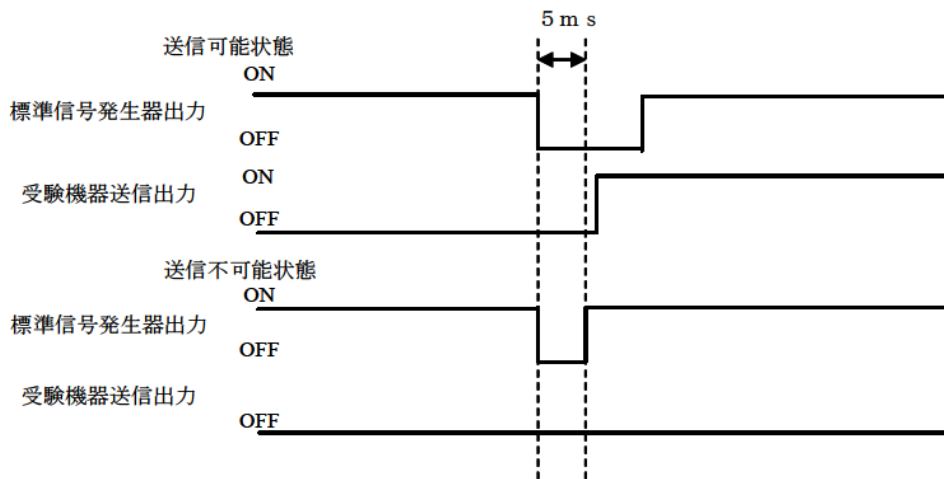 5 m s
送信可能状態
ON
標準信号発生器出力
OFF
ON
受験機器送信出力
OFF
送信不可能状態
ON
標準信号発生器出力
OFF
受験機器送信出力
OFF